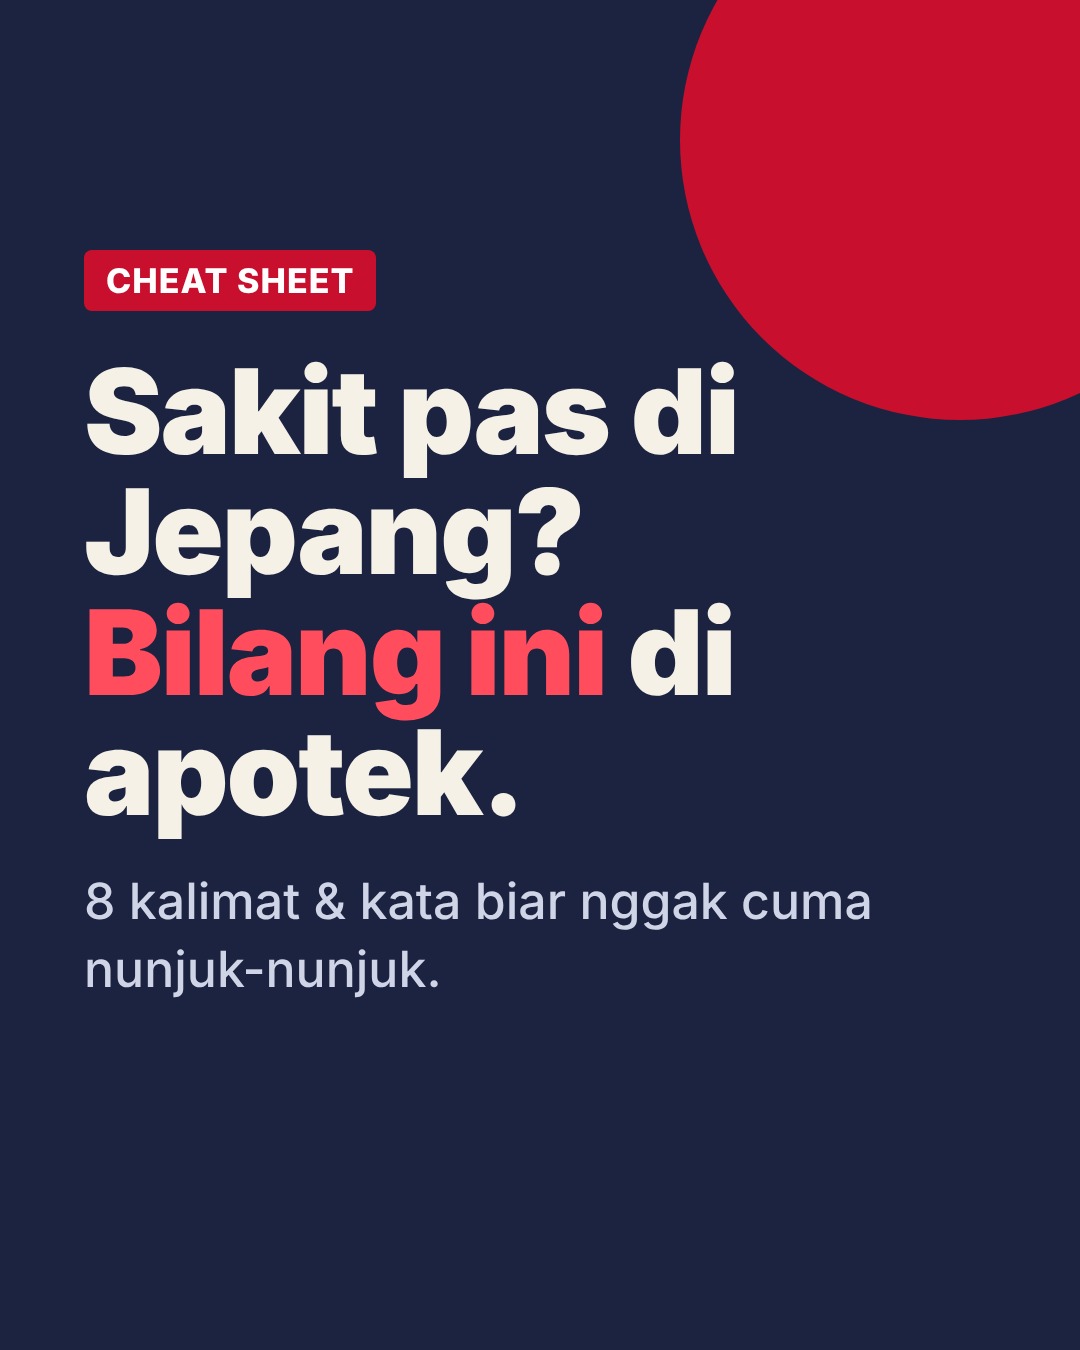 CHEAT SHEET
Sakit pas di
Jepang?
Bilang ini di
apotek.
8 kalimat & kata biar nggak cuma
nunjuk-nunjuk.